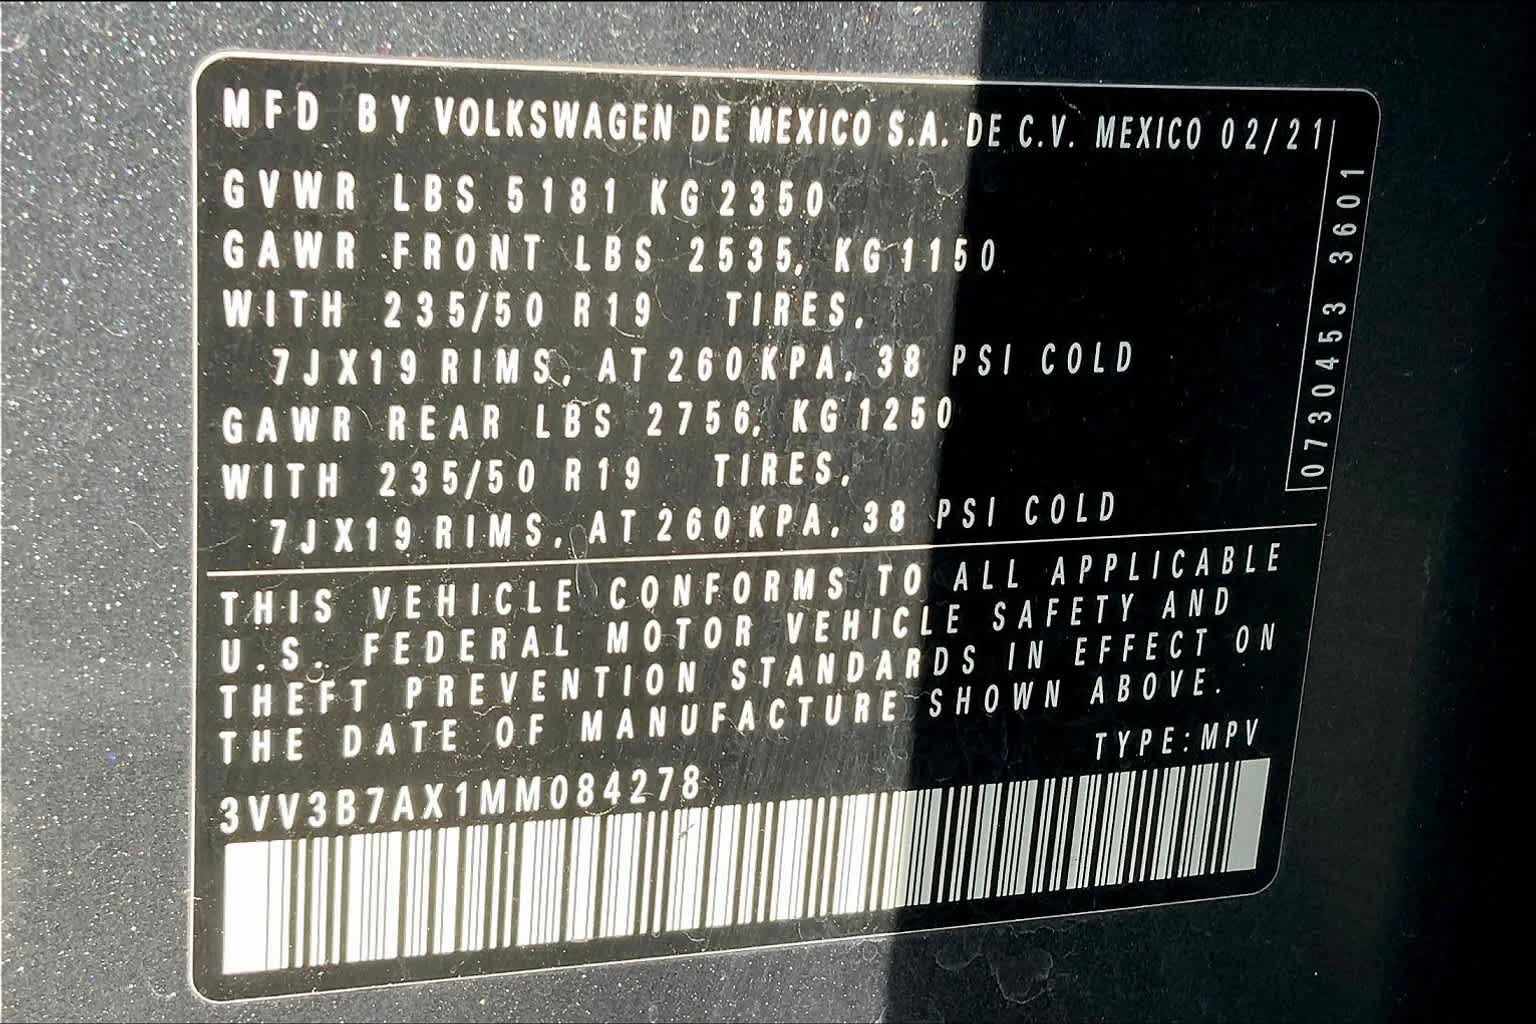 MFD BY VOLKSWAGEN DE MEXICO S.A. DE C.V. MEXICO 02/21
GVWR LBS 5181 KG 2350
GAWR FRONT LBS 2535, KG 1150
WITH 235/50 R19 TIRES,
7JX19 RIMS, AT 260 KPA, 38 PSI COLD
GAWR REAR LBS 2756, KG 1250
WITH 235/50 R19 TIRES,
7JX19 RIMS, AT 260 KPA, 38 PSI COLD
0730453 3601
THIS VEHICLE CONFORMS TO ALL APPLICABLE
U.S. FEDERAL MOTOR VEHICLE SAFETY AND
THEFT PREVENTION STANDARDS IN EFFECT ON
THE DATE OF MANUFACTURE SHOWN ABOVE.
TYPE:MPV
3VV3B7AX1MM084278